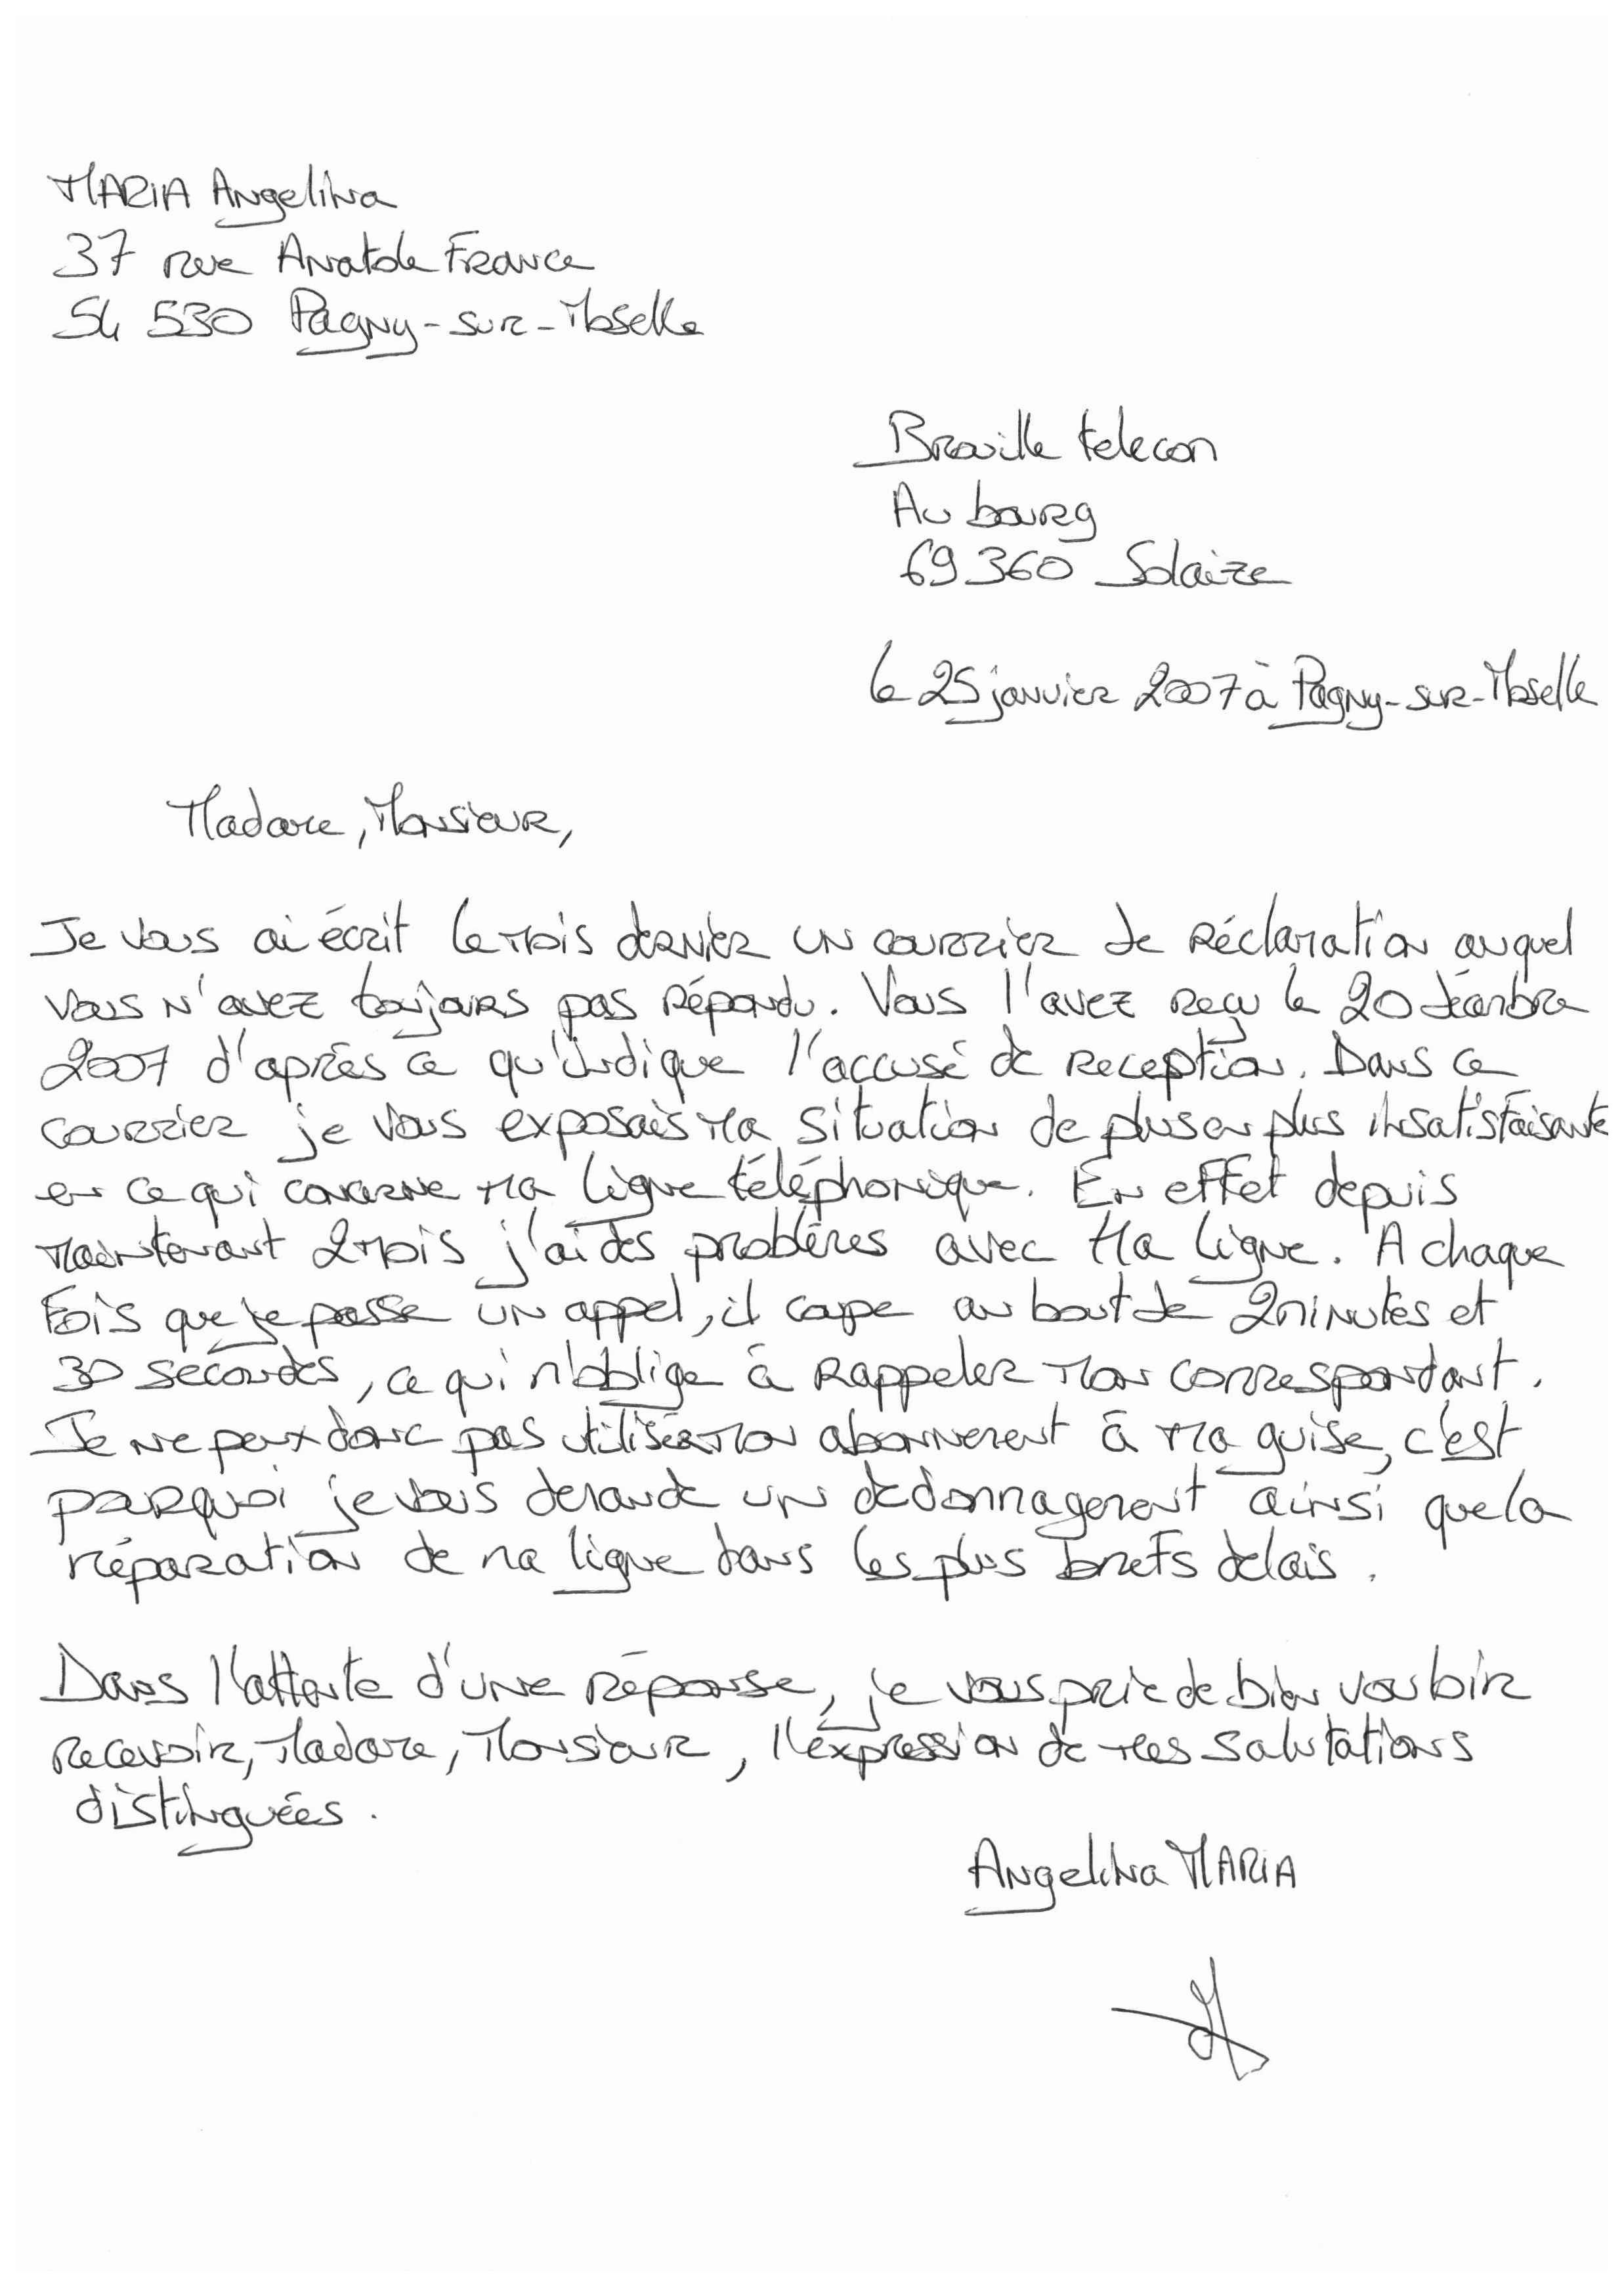 MARIA Angelina
37 rue Anatole France
54 530 Pagny-sur-Moselle
Braville telecom
Au bourg
69360 Solaize
le 25 janvier 2007 à Pagny-sur-Moselle
Madame, Monsieur,
Je vous ai écrit le mois dernier un courrier de réclamation auquel
vous n'avez toujours pas répondu. Vous l'avez reçu le 20 décembre
2007 d'après ce qu'indique l'accusé de reception. Dans ce
courrier je vous exposais ma situation de plus en plus insatisfaisante
en ce qui concerne ma ligne téléphonique. En effet depuis
maintenant 2 mois j'ai des problèmes avec ma ligne. A chaque
fois que je passe un appel, il coupe au bout de 2 minutes et
30 secondes, ce qui m'oblige à rappeler mon correspondant.
Je ne peux donc pas utiliser mon abonnement à ma guise, c'est
pourquoi je vous demande un dédommagement ainsi que la
réparation de ma ligne dans les plus brefs delais.
Dans l'attente d'une réponse, je vous prie de bien vouloir
recevoir, Madame, Monsieur, l'expression de mes salutations
distinguées.
Angelina MARIA